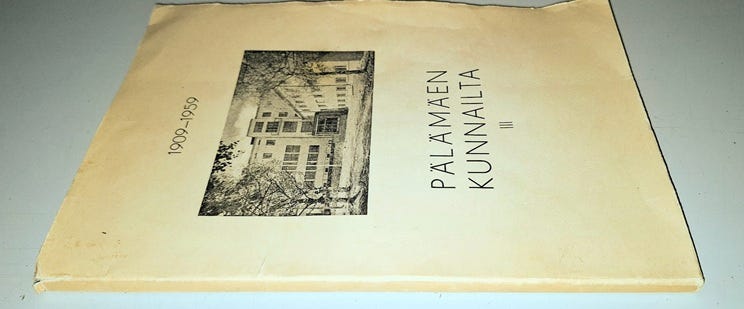 PÄLÄMÄEN
KUNNAILTA
III
1909–1959